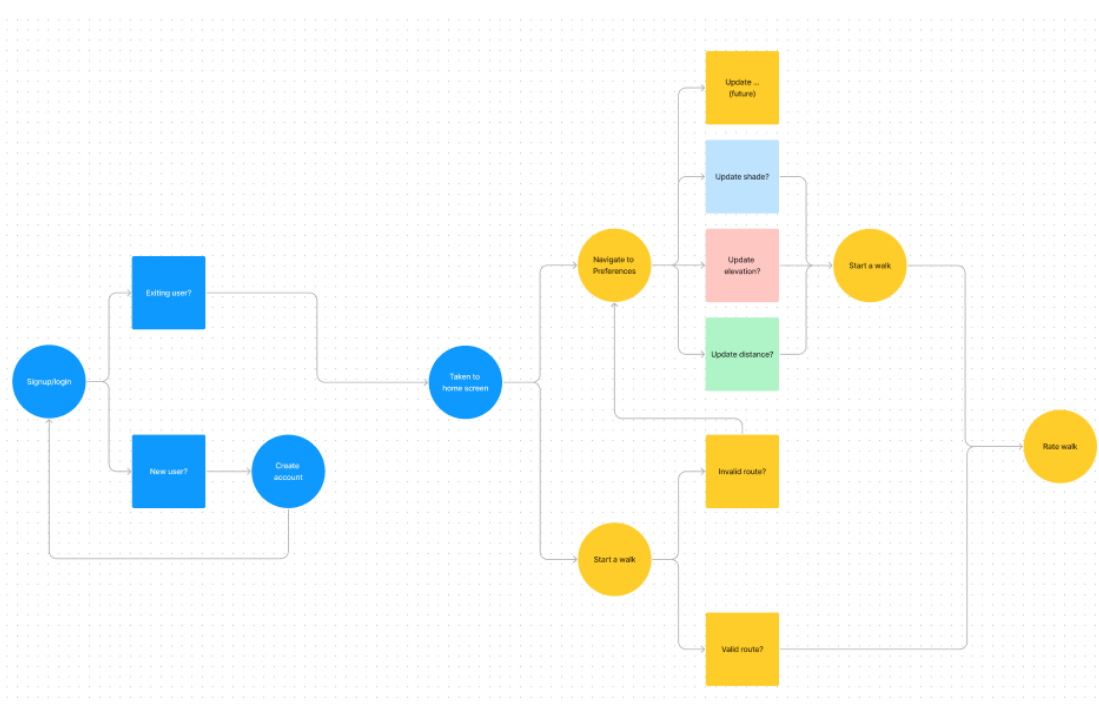 Update ...
(future)
Update shade?
Navigate to
Preferences
Update
elevation?
Start a walk
Exiting user?
Update distance?
Signup/login
Taken to
home screen
New user?
Create
account
Invalid route?
Rate walk
Start a walk
Valid route?